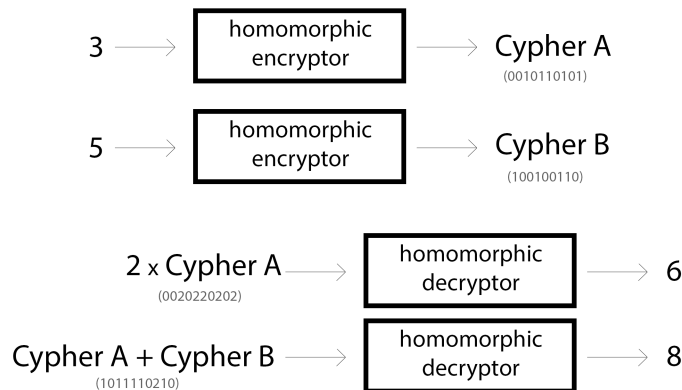 3 homomorphic encryptor Cypher A
(0010110101)
5 homomorphic encryptor Cypher B
(100100110)
2 x Cypher A homomorphic decryptor 6
(0020220202)
Cypher A + Cypher B homomorphic decryptor 8
(1011110210)